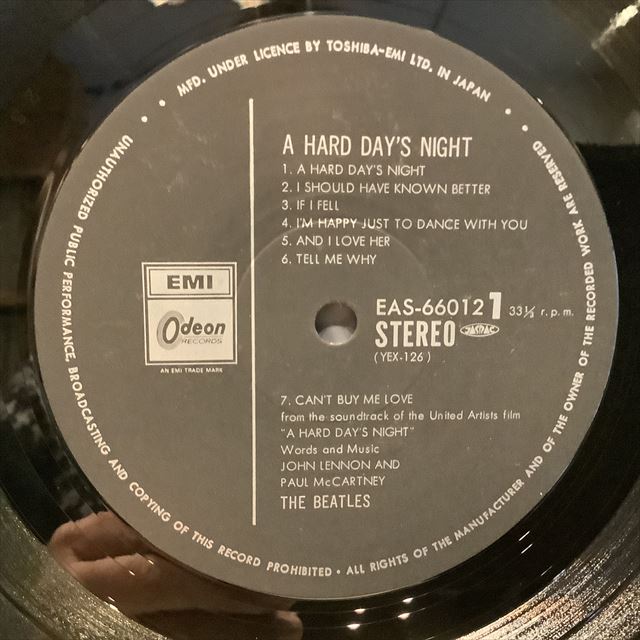 MFD. UNDER LICENCE BY TOSHIBA-EMI LTD. IN JAPAN
A HARD DAY'S NIGHT
1. A HARD DAY'S NIGHT
2. I SHOULD HAVE KNOWN BETTER
3. IF I FELL
4. I'M HAPPY JUST TO DANCE WITH YOU
5. AND I LOVE HER
6. TELL ME WHY
EMI
Odeon
RECORDS
AN EMI TRADE MARK
EAS-66012 1 33⅓ r.p.m.
STEREO
(YEX-126)
7. CAN'T BUY ME LOVE
from the soundtrack of the United Artists film
"A HARD DAY'S NIGHT"
Words and Music
JOHN LENNON AND
PAUL McCARTNEY
THE BEATLES
UNAUTHORIZED PUBLIC PERFORMANCE, BROADCASTING AND COPYING OF THIS RECORD PROHIBITED • ALL RIGHTS OF THE MANUFACTURER AND OF THE OWNER OF THE RECORDED WORK ARE RESERVED